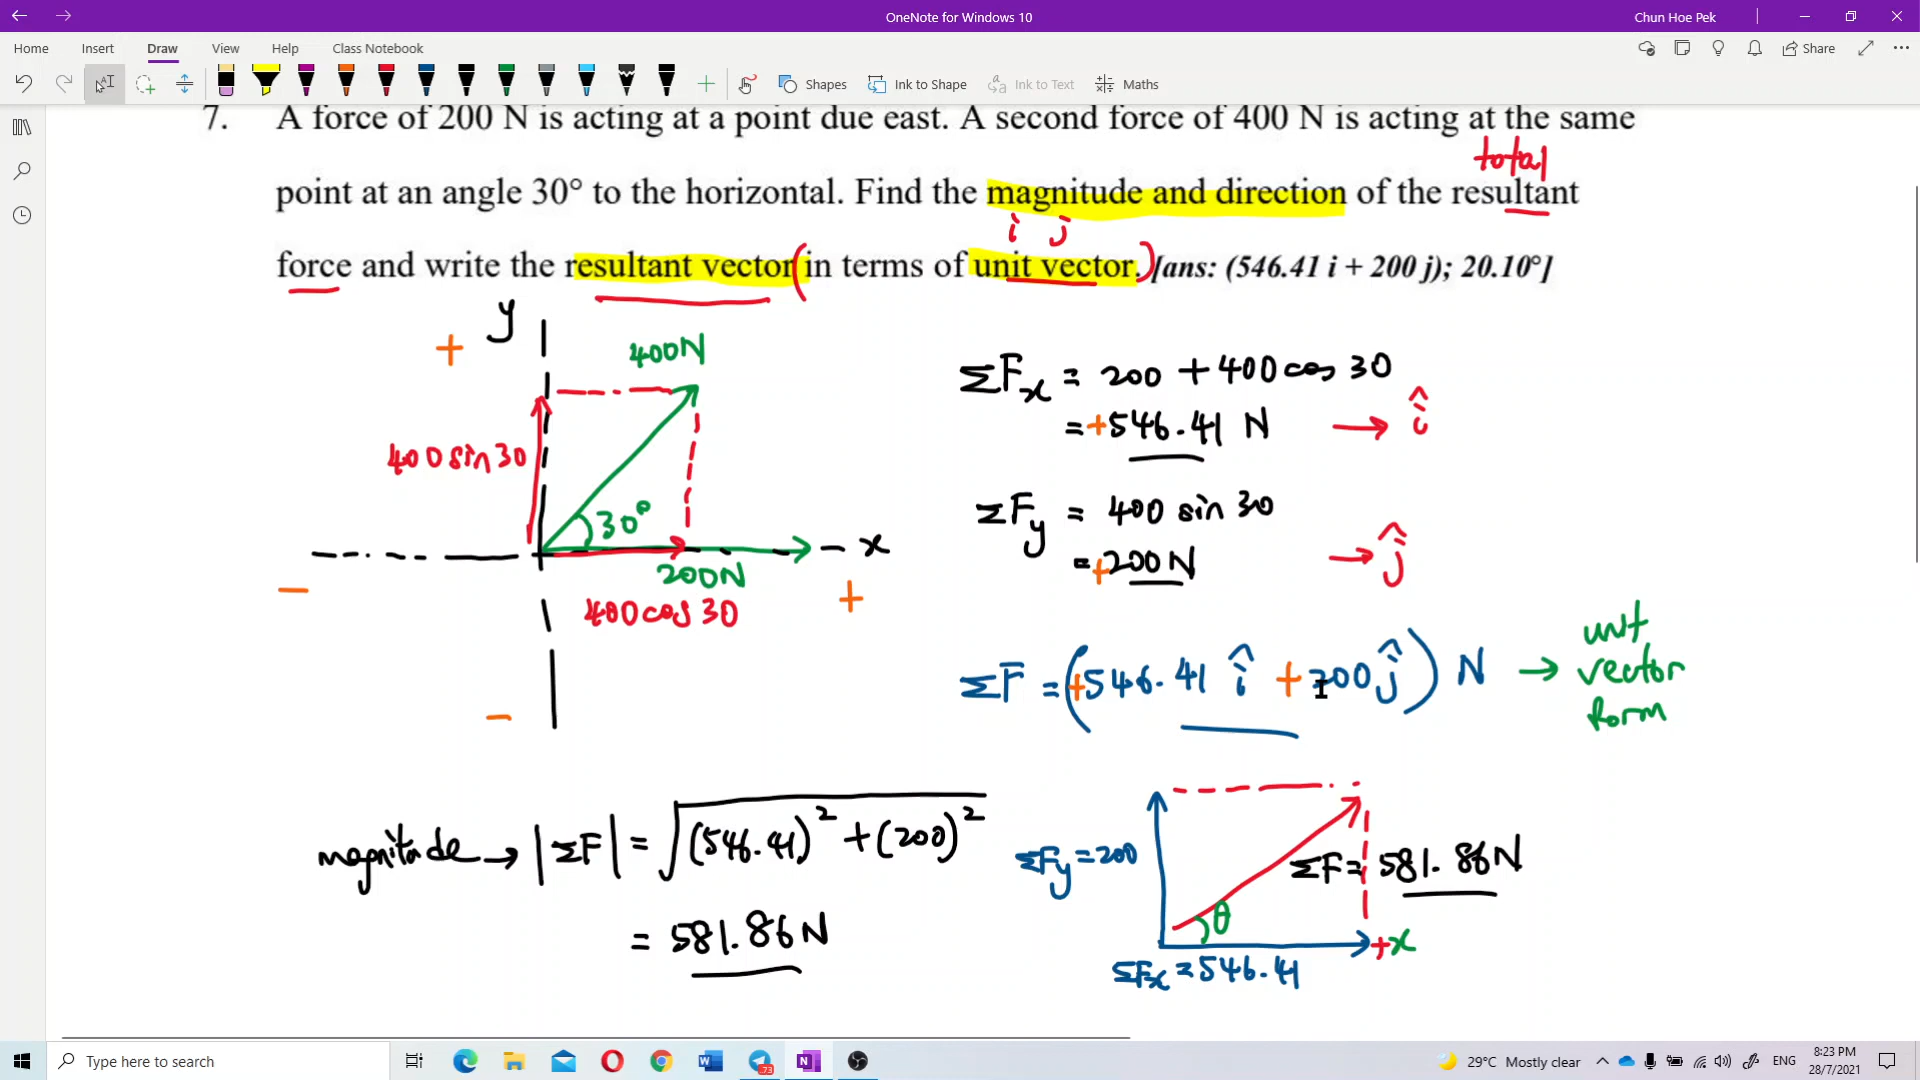 OneNote for Windows 10
Chun Hoe Pek
Home Insert Draw View Help Class Notebook
Share
Shapes Ink to Shape Ink to Text Maths
7. A force of 200 N is acting at a point due east. A second force of 400 N is acting at the same
total
point at an angle 30° to the horizontal. Find the magnitude and direction of the resultant
i j
force and write the resultant vector (in terms of unit vector.) [ans: (546.41 i + 200 j); 20.10°]
y
+
400N
400 sin 30
30°
x
200N
400 cos 30
+
−
−
ΣFx = 200 + 400 cos 30
= +546.41 N → î
ΣFy = 400 sin 30
= +200 N → ĵ
ΣF = (+546.41 î + 200 ĵ) N → unit
vector
form
magnitude → |ΣF| = √(546.41)² + (200)²
= 581.86 N
ΣFy = 200
ΣF = 581.86 N
θ
+x
ΣFx = 546.41
Type here to search
73
29°C Mostly clear
ENG
8:23 PM
28/7/2021